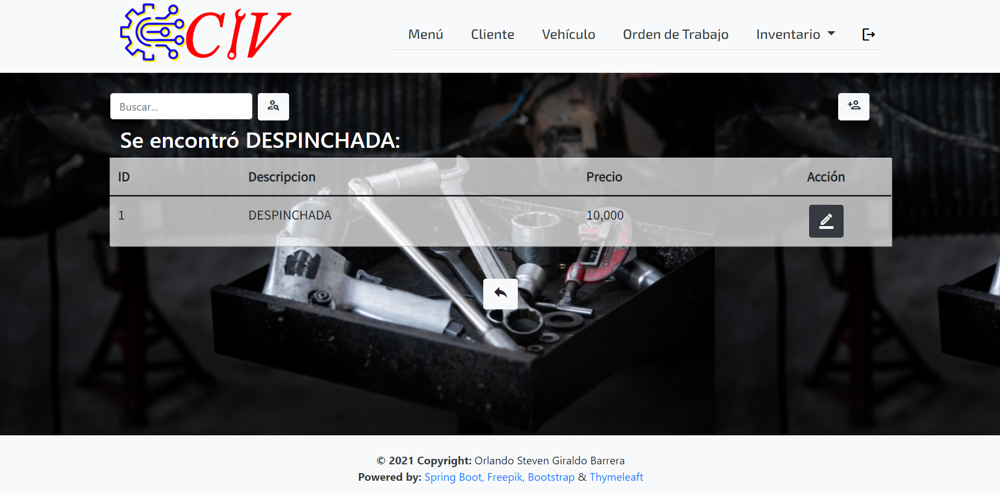 CIV
Menú Cliente Vehículo Orden de Trabajo Inventario
Buscar...
Se encontró DESPINCHADA:
ID Descripcion Precio Acción
1 DESPINCHADA 10,000
© 2021 Copyright: Orlando Steven Giraldo Barrera
Powered by: Spring Boot, Freepik, Bootstrap & Thymeleaft